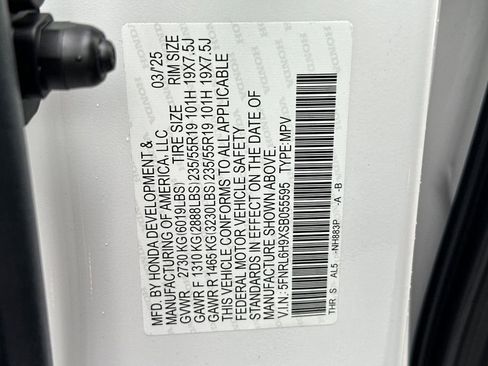 MFD. BY HONDA DEVELOPMENT & 03/25
MANUFACTURING OF AMERICA, LLC
GVWR 2730 KG(6019LBS) TIRE SIZE RIM SIZE
GAWR F 1310 KG(2888LBS)235/55R19 101H 19X7.5J
GAWR R 1465 KG(3230LBS)235/55R19 101H 19X7.5J
THIS VEHICLE CONFORMS TO ALL APPLICABLE
FEDERAL MOTOR VEHICLE SAFETY
STANDARDS IN EFFECT ON THE DATE OF
MANUFACTURE SHOWN ABOVE.
V.I.N.: 5FNRL6H9XSB055595 TYPE:MPV
THR S AL5 NH883P -A -B
HONDA HONDA HONDA